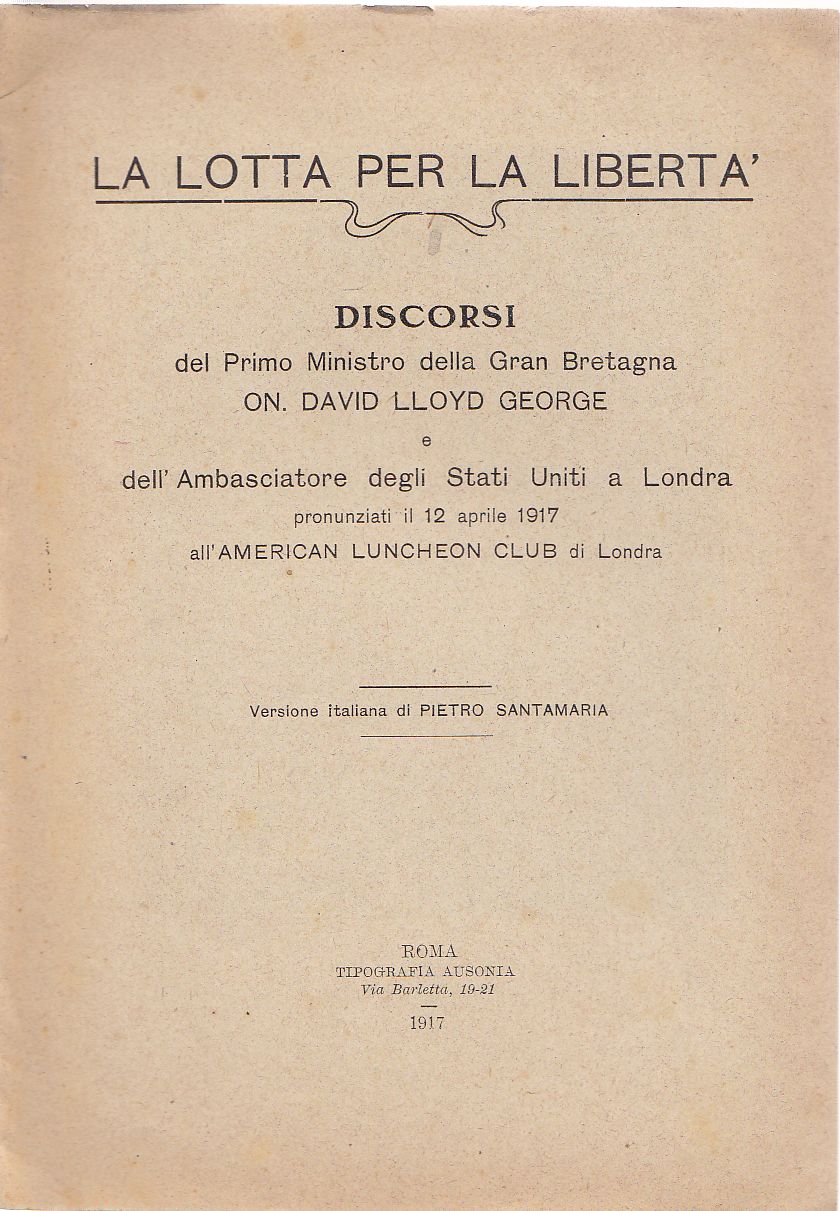 LA LOTTA PER LA LIBERTA'
DISCORSI
del Primo Ministro della Gran Bretagna
ON. DAVID LLOYD GEORGE
e
dell' Ambasciatore degli Stati Uniti a Londra
pronunziati il 12 aprile 1917
all'AMERICAN LUNCHEON CLUB di Londra
Versione italiana di PIETRO SANTAMARIA
ROMA
TIPOGRAFIA AUSONIA
Via Barletta, 19-21
1917